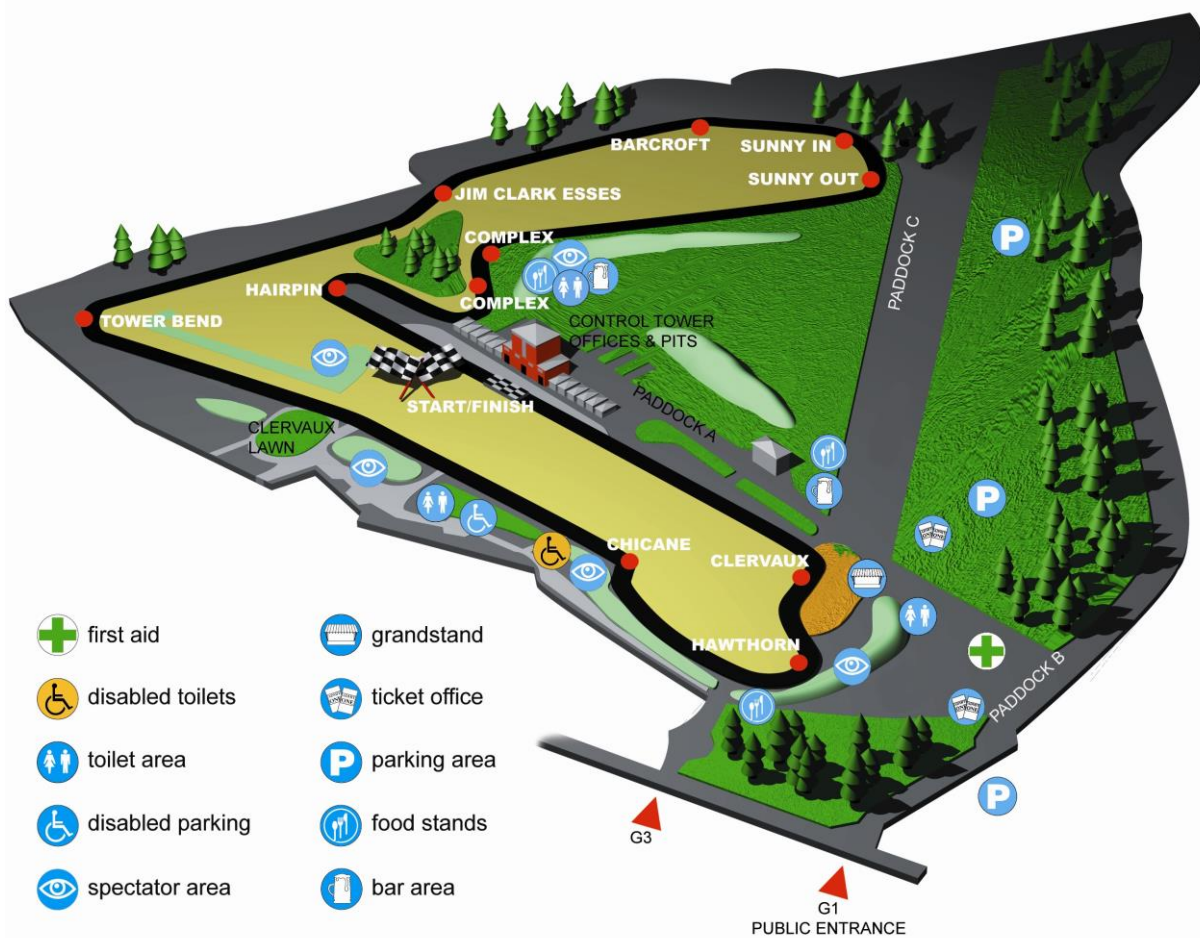 BARCROFT
SUNNY IN
SUNNY OUT
JIM CLARK ESSES
PADDOCK C
P
COMPLEX
HAIRPIN
COMPLEX
TOWER BEND
CONTROL TOWER
OFFICES & PITS
START/FINISH
PADDOCK A
CLERVAUX
LAWN
P
CHICANE
CLERVAUX
HAWTHORN
PADDOCK B
P
first aid
grandstand
disabled toilets
ticket office
toilet area
P
parking area
disabled parking
food stands
spectator area
bar area
G3
G1
PUBLIC ENTRANCE